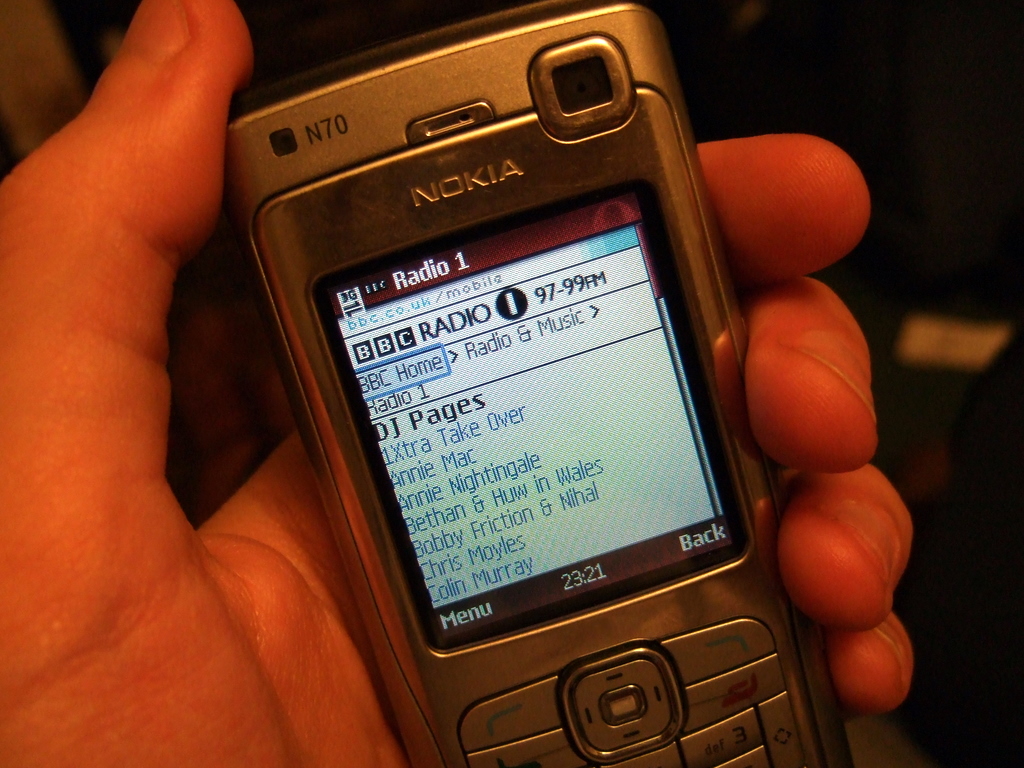 N70
NOKIA
3G Radio 1
bbc.co.uk/mobile
BBC RADIO 1 97-99FM
BBC Home > Radio & Music >
Radio 1
DJ Pages
1Xtra Take Over
Annie Mac
Annie Nightingale
Bethan & Huw in Wales
Bobby Friction & Nihal
Chris Moyles
Colin Murray
Menu 23:21 Back
def 3